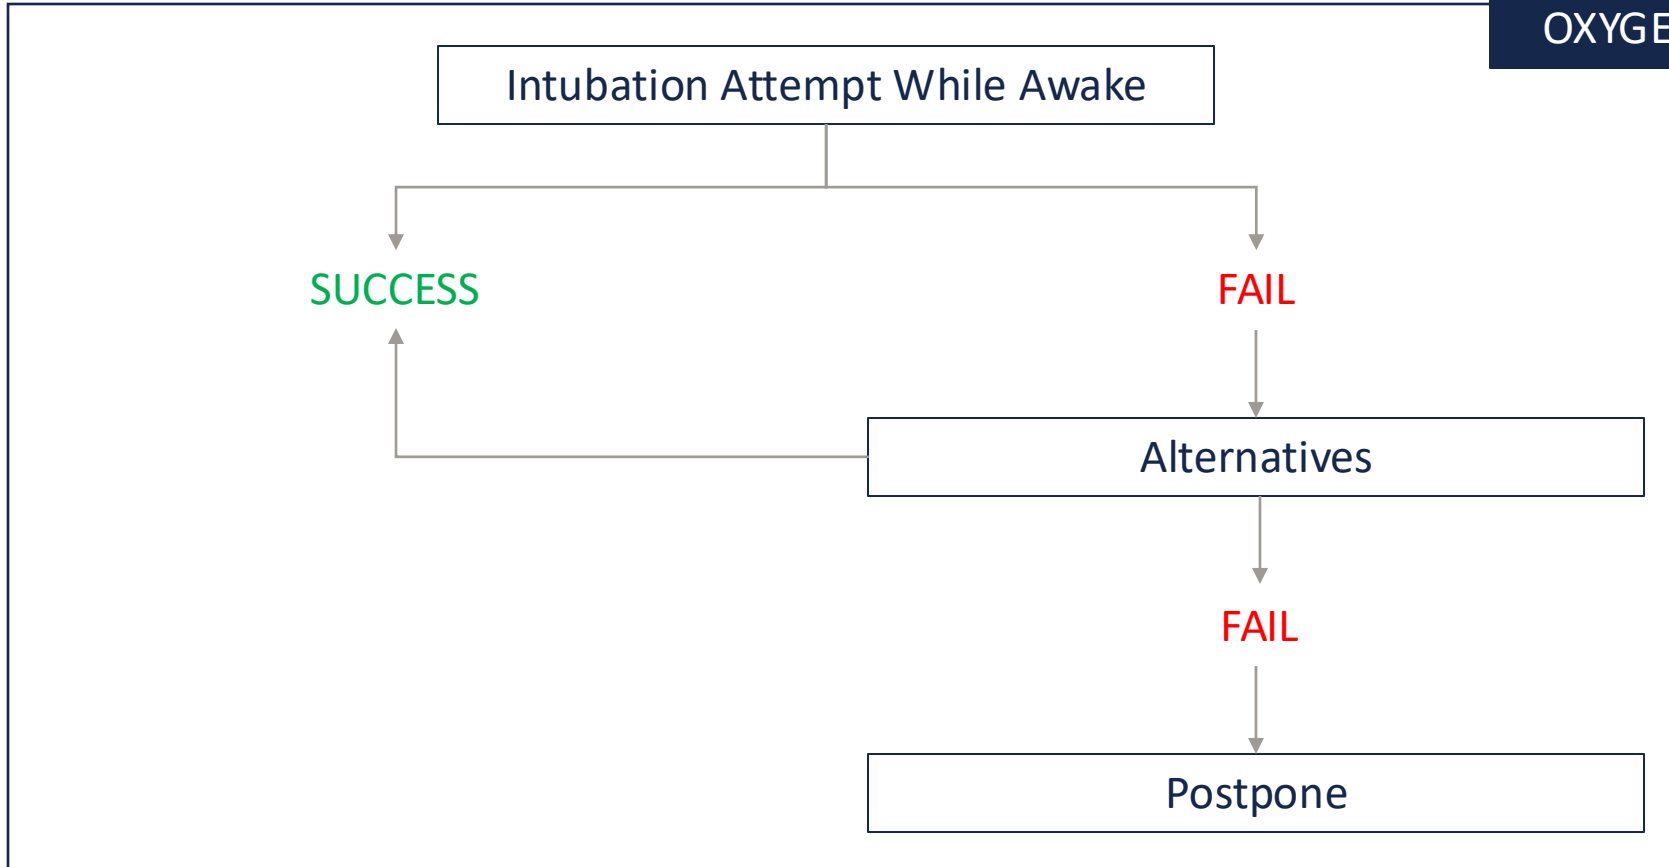 OXYGE
Intubation Attempt While Awake
SUCCESS
FAIL
Alternatives
FAIL
Postpone